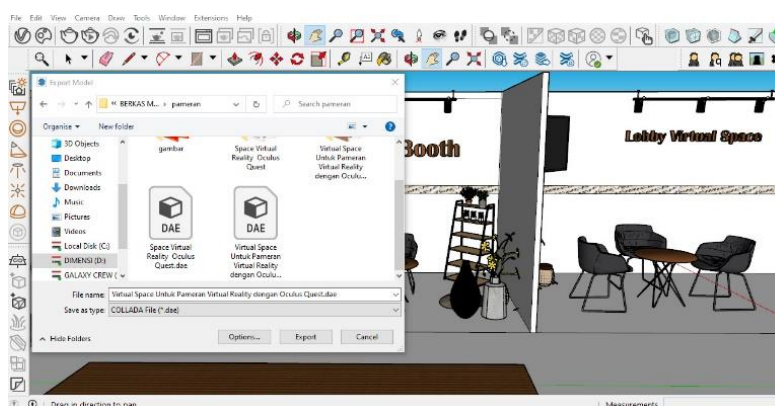 File Edit View Camera Draw Tools Window Extensions Help
Export Model
« BERKAS M... › pameran
Search pameran
Organise
New folder
3D Objects
Desktop
Documents
Downloads
Music
Pictures
Videos
Local Disk (C:)
DIMENSI (D:)
GALAXY CREW (
gambar
Space Virtual
Reality Oculus
Quest
Virtual Space
Untuk Pameran
Virtual Reality
dengan Oculu...
DAE
Space Virtual
Reality Oculus
Quest.dae
DAE
Virtual Space
Untuk Pameran
Virtual Reality
dengan Oculu...
File name: Virtual Space Untuk Pameran Virtual Reality dengan Oculus Quest.dae
Save as type: COLLADA File (*.dae)
Hide Folders
Options...
Export
Cancel
Booth
Lobby Virtual Space
Drag in direction to pan
Measurements